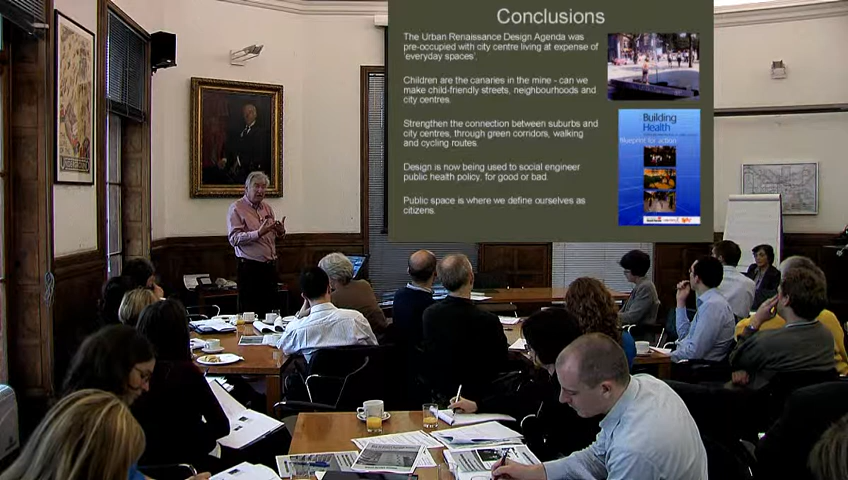 Conclusions
The Urban Renaissance Design Agenda was
pre-occupied with city centre living at expense of
'everyday spaces'.
Children are the canaries in the mine - can we
make child-friendly streets, neighbourhoods and
city centres.
Strengthen the connection between suburbs and
city centres, through green corridors, walking
and cycling routes.
Design is now being used to social engineer
public health policy, for good or bad.
Public space is where we define ourselves as
citizens.
Building
Health
Blueprint for action